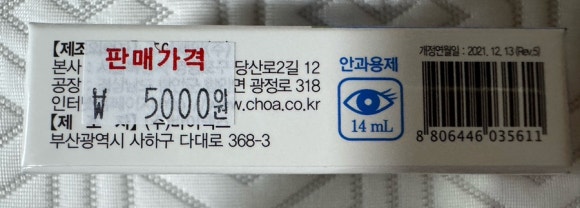 [제조
판매가격
₩ 5000원
본사 당산로2길 12
공장 면 광정로 318
인터 w.choa.co.kr
【제
부산광역시 사하구 다대로 368-3
안과용제
14 mL
개정연월일 : 2021. 12. 13 (Rev.5)
8 806446 035611